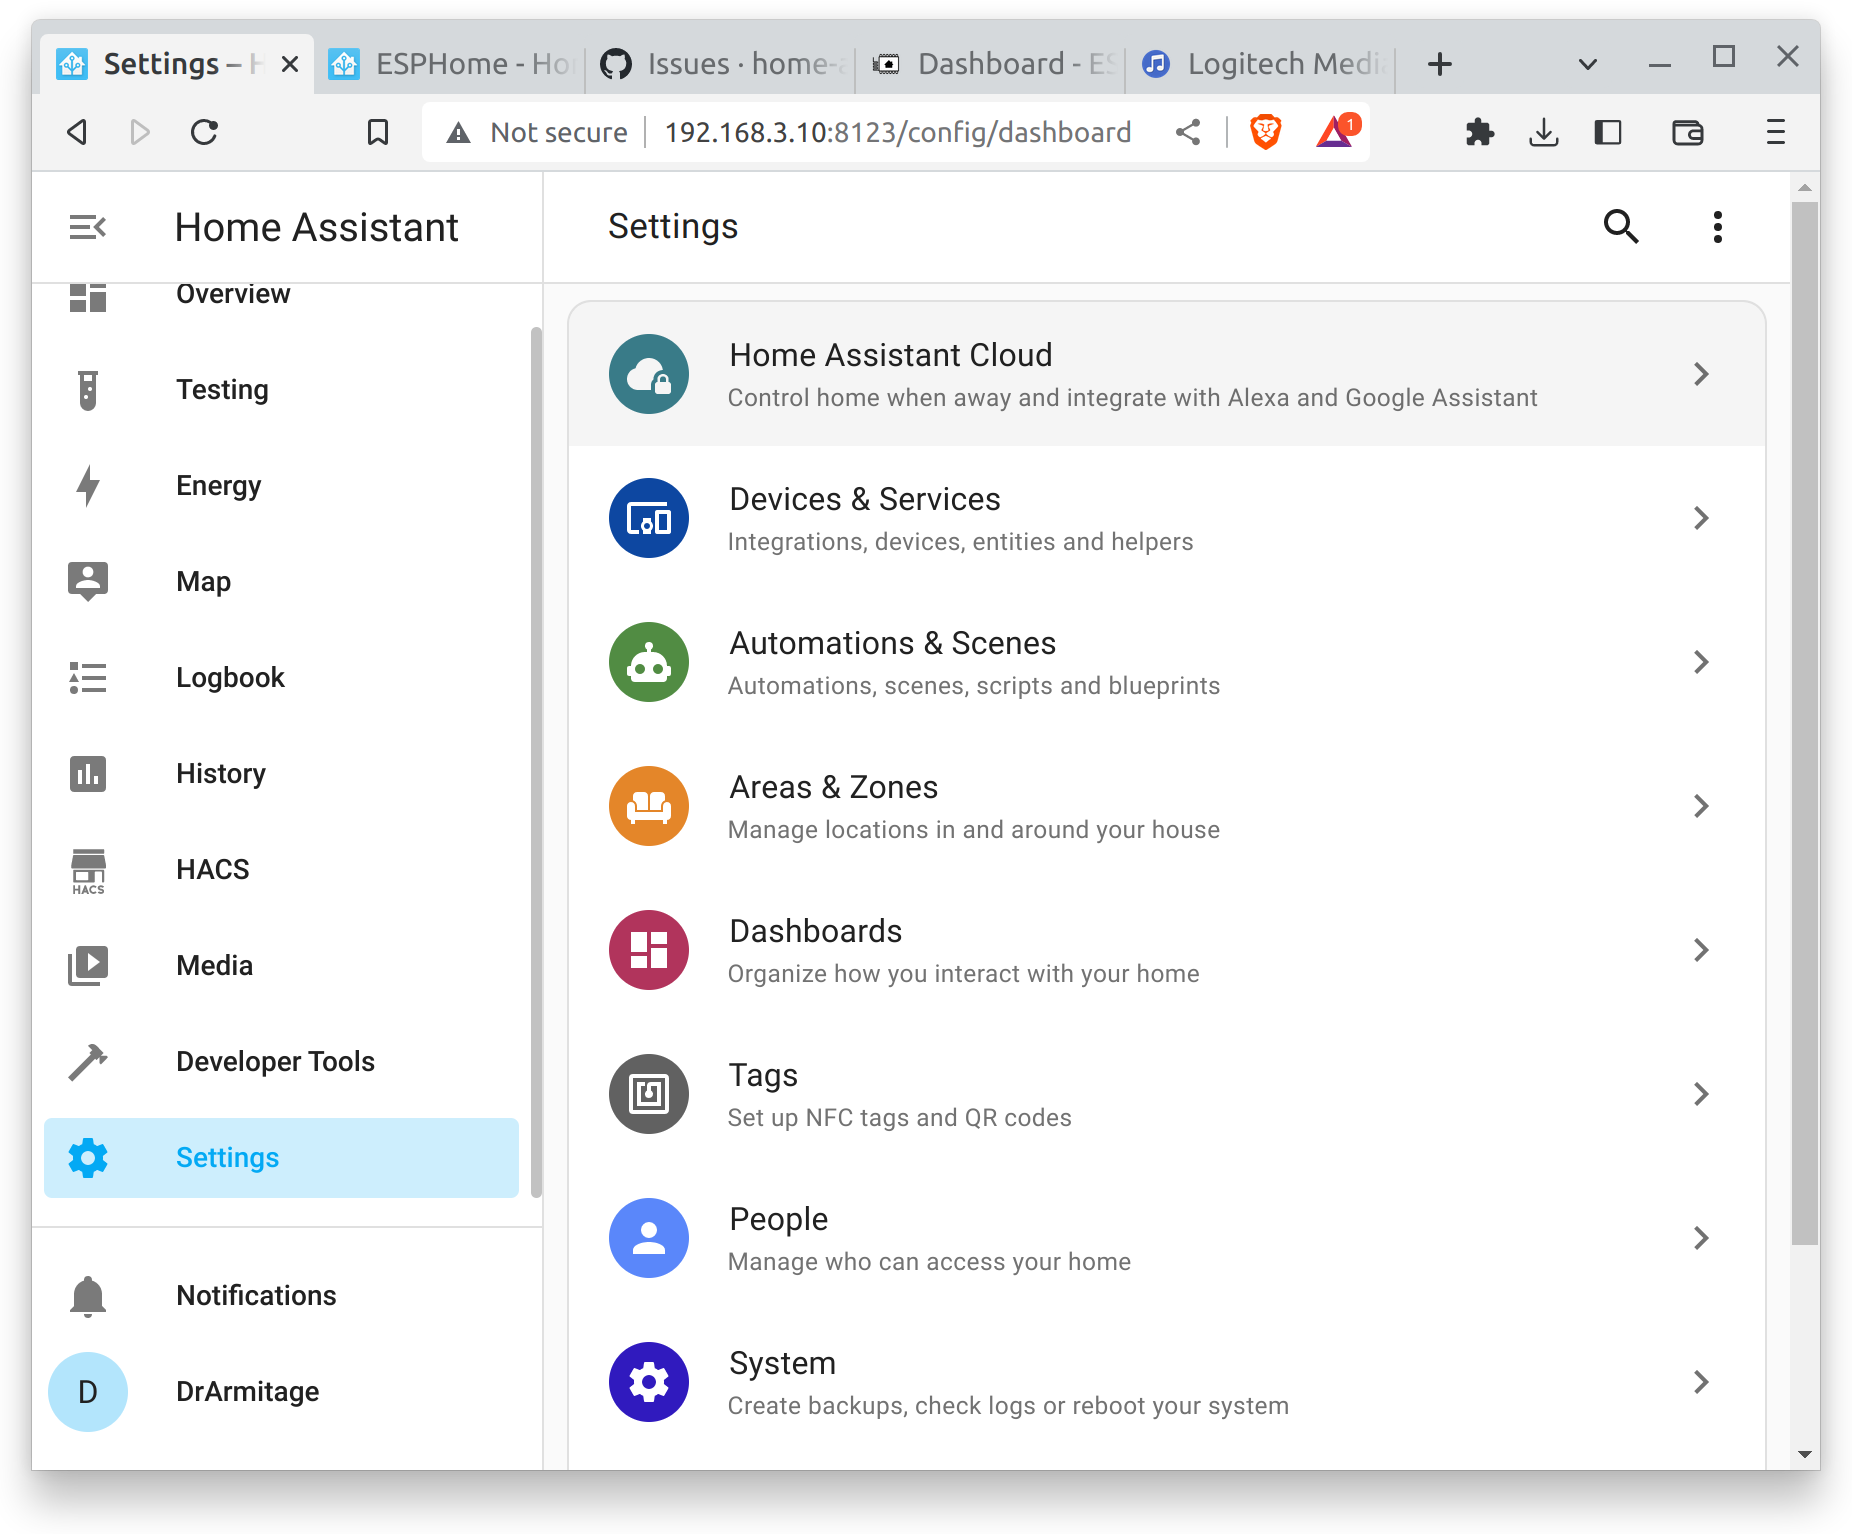 Settings – H
ESPHome - Ho
Issues · home-a
Dashboard - ES
Logitech Media
Not secure
192.168.3.10:8123/config/dashboard
1
Home Assistant
Settings
Overview
Testing
Energy
Map
Logbook
History
HACS
HACS
Media
Developer Tools
Settings
Notifications
D
DrArmitage
Home Assistant Cloud
Control home when away and integrate with Alexa and Google Assistant
Devices & Services
Integrations, devices, entities and helpers
Automations & Scenes
Automations, scenes, scripts and blueprints
Areas & Zones
Manage locations in and around your house
Dashboards
Organize how you interact with your home
Tags
Set up NFC tags and QR codes
People
Manage who can access your home
System
Create backups, check logs or reboot your system